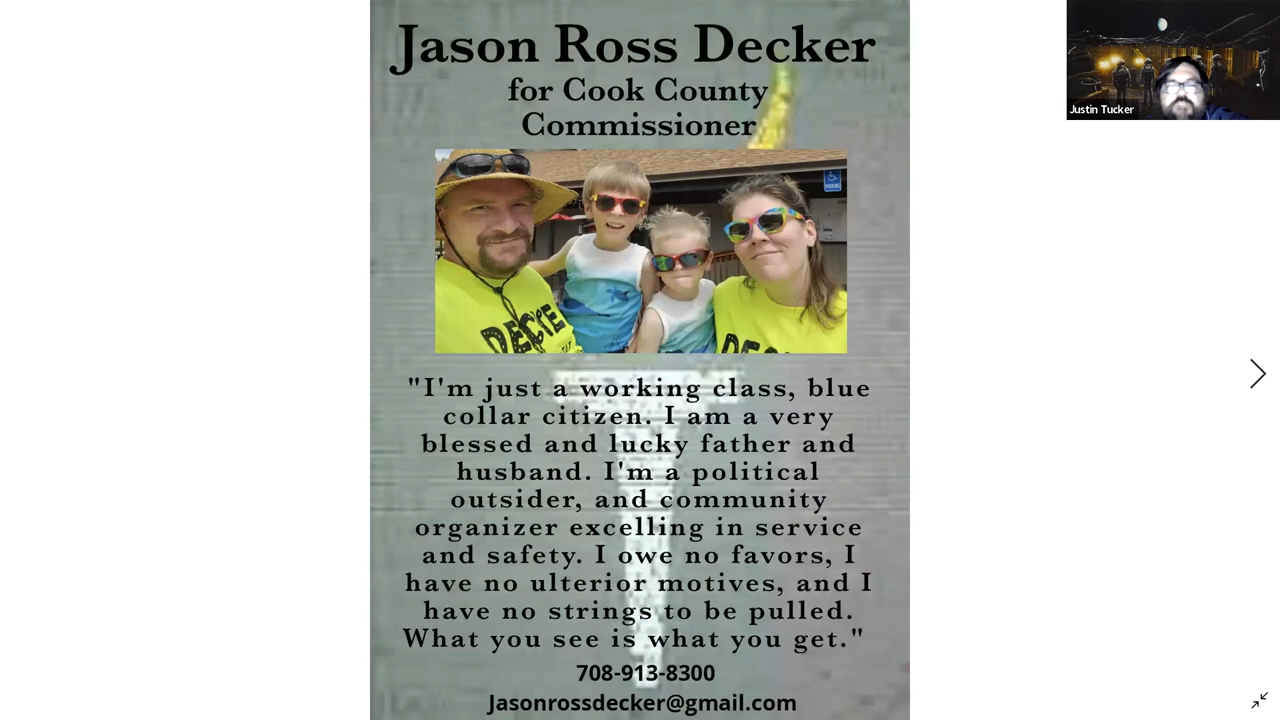 Jason Ross Decker
for Cook County
Commissioner
Justin Tucker
DECKE
DECK
"I'm just a working class, blue
collar citizen. I am a very
blessed and lucky father and
husband. I'm a political
outsider, and community
organizer excelling in service
and safety. I owe no favors, I
have no ulterior motives, and I
have no strings to be pulled.
What you see is what you get."
708-913-8300
Jasonrossdecker@gmail.com